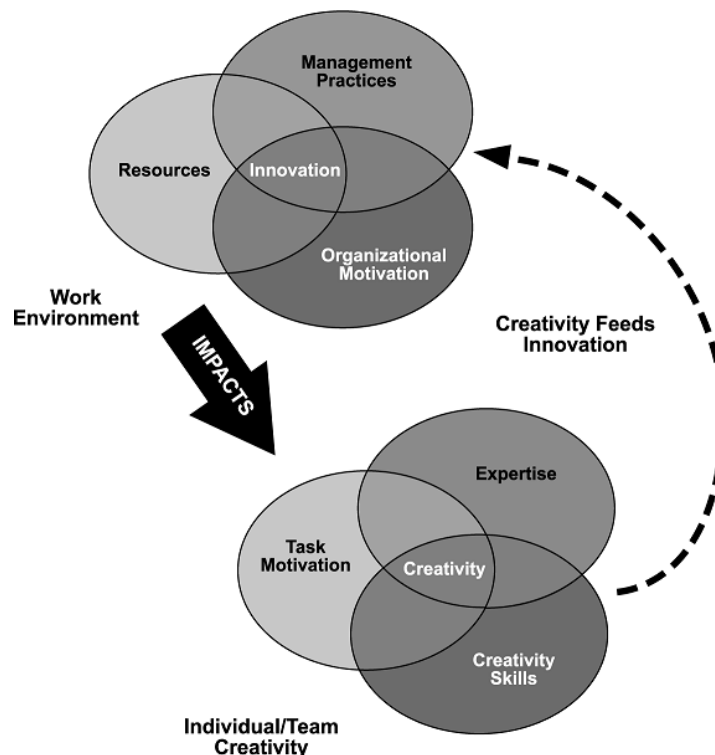 Management
Practices
Resources
Innovation
Organizational
Motivation
Work
Environment
IMPACTS
Creativity Feeds
Innovation
Expertise
Task
Motivation
Creativity
Creativity
Skills
Individual/Team
Creativity